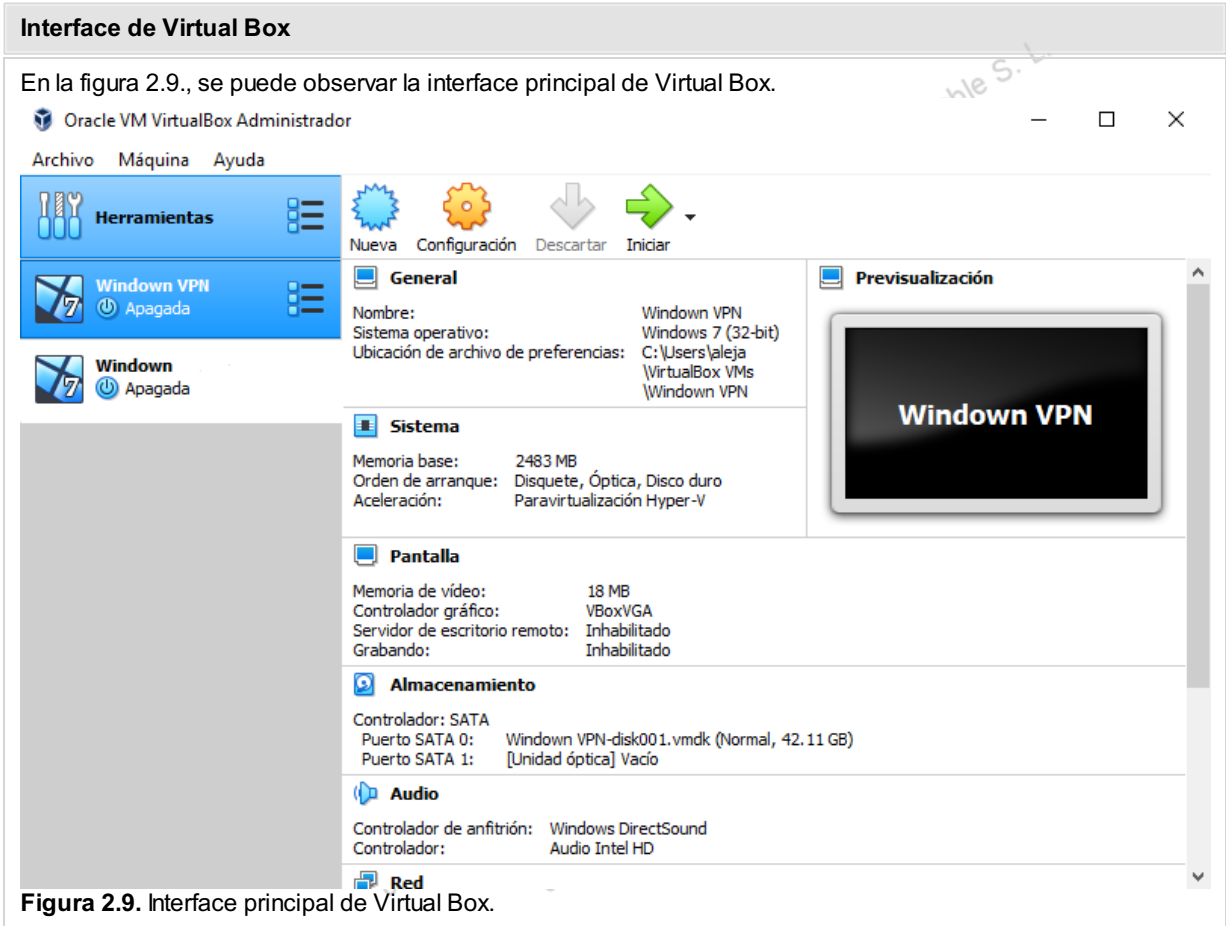 Interface de Virtual Box
En la figura 2.9., se puede observar la interface principal de Virtual Box.
Oracle VM VirtualBox Administrador
Archivo Máquina Ayuda
Herramientas
Nueva Configuración Descartar Iniciar
Windown VPN
Apagada
Windown
Apagada
General
Nombre: Windown VPN
Sistema operativo: Windows 7 (32-bit)
Ubicación de archivo de preferencias: C:\Users\aleja
\VirtualBox VMs
\Windown VPN
Previsualización
Windown VPN
Sistema
Memoria base: 2483 MB
Orden de arranque: Disquete, Óptica, Disco duro
Aceleración: Paravirtualización Hyper-V
Pantalla
Memoria de vídeo: 18 MB
Controlador gráfico: VBoxVGA
Servidor de escritorio remoto: Inhabilitado
Grabando: Inhabilitado
Almacenamiento
Controlador: SATA
Puerto SATA 0: Windown VPN-disk001.vmdk (Normal, 42.11 GB)
Puerto SATA 1: [Unidad óptica] Vacío
Audio
Controlador de anfitrión: Windows DirectSound
Controlador: Audio Intel HD
Red
Figura 2.9. Interface principal de Virtual Box.